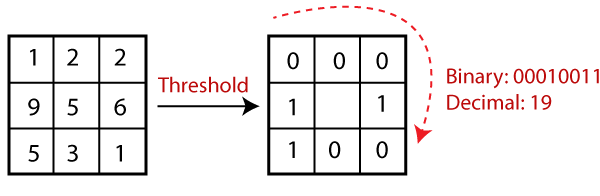 1 2 2
9 5 6
5 3 1
Threshold
0 0 0
1 1
1 0 0
Binary: 00010011
Decimal: 19